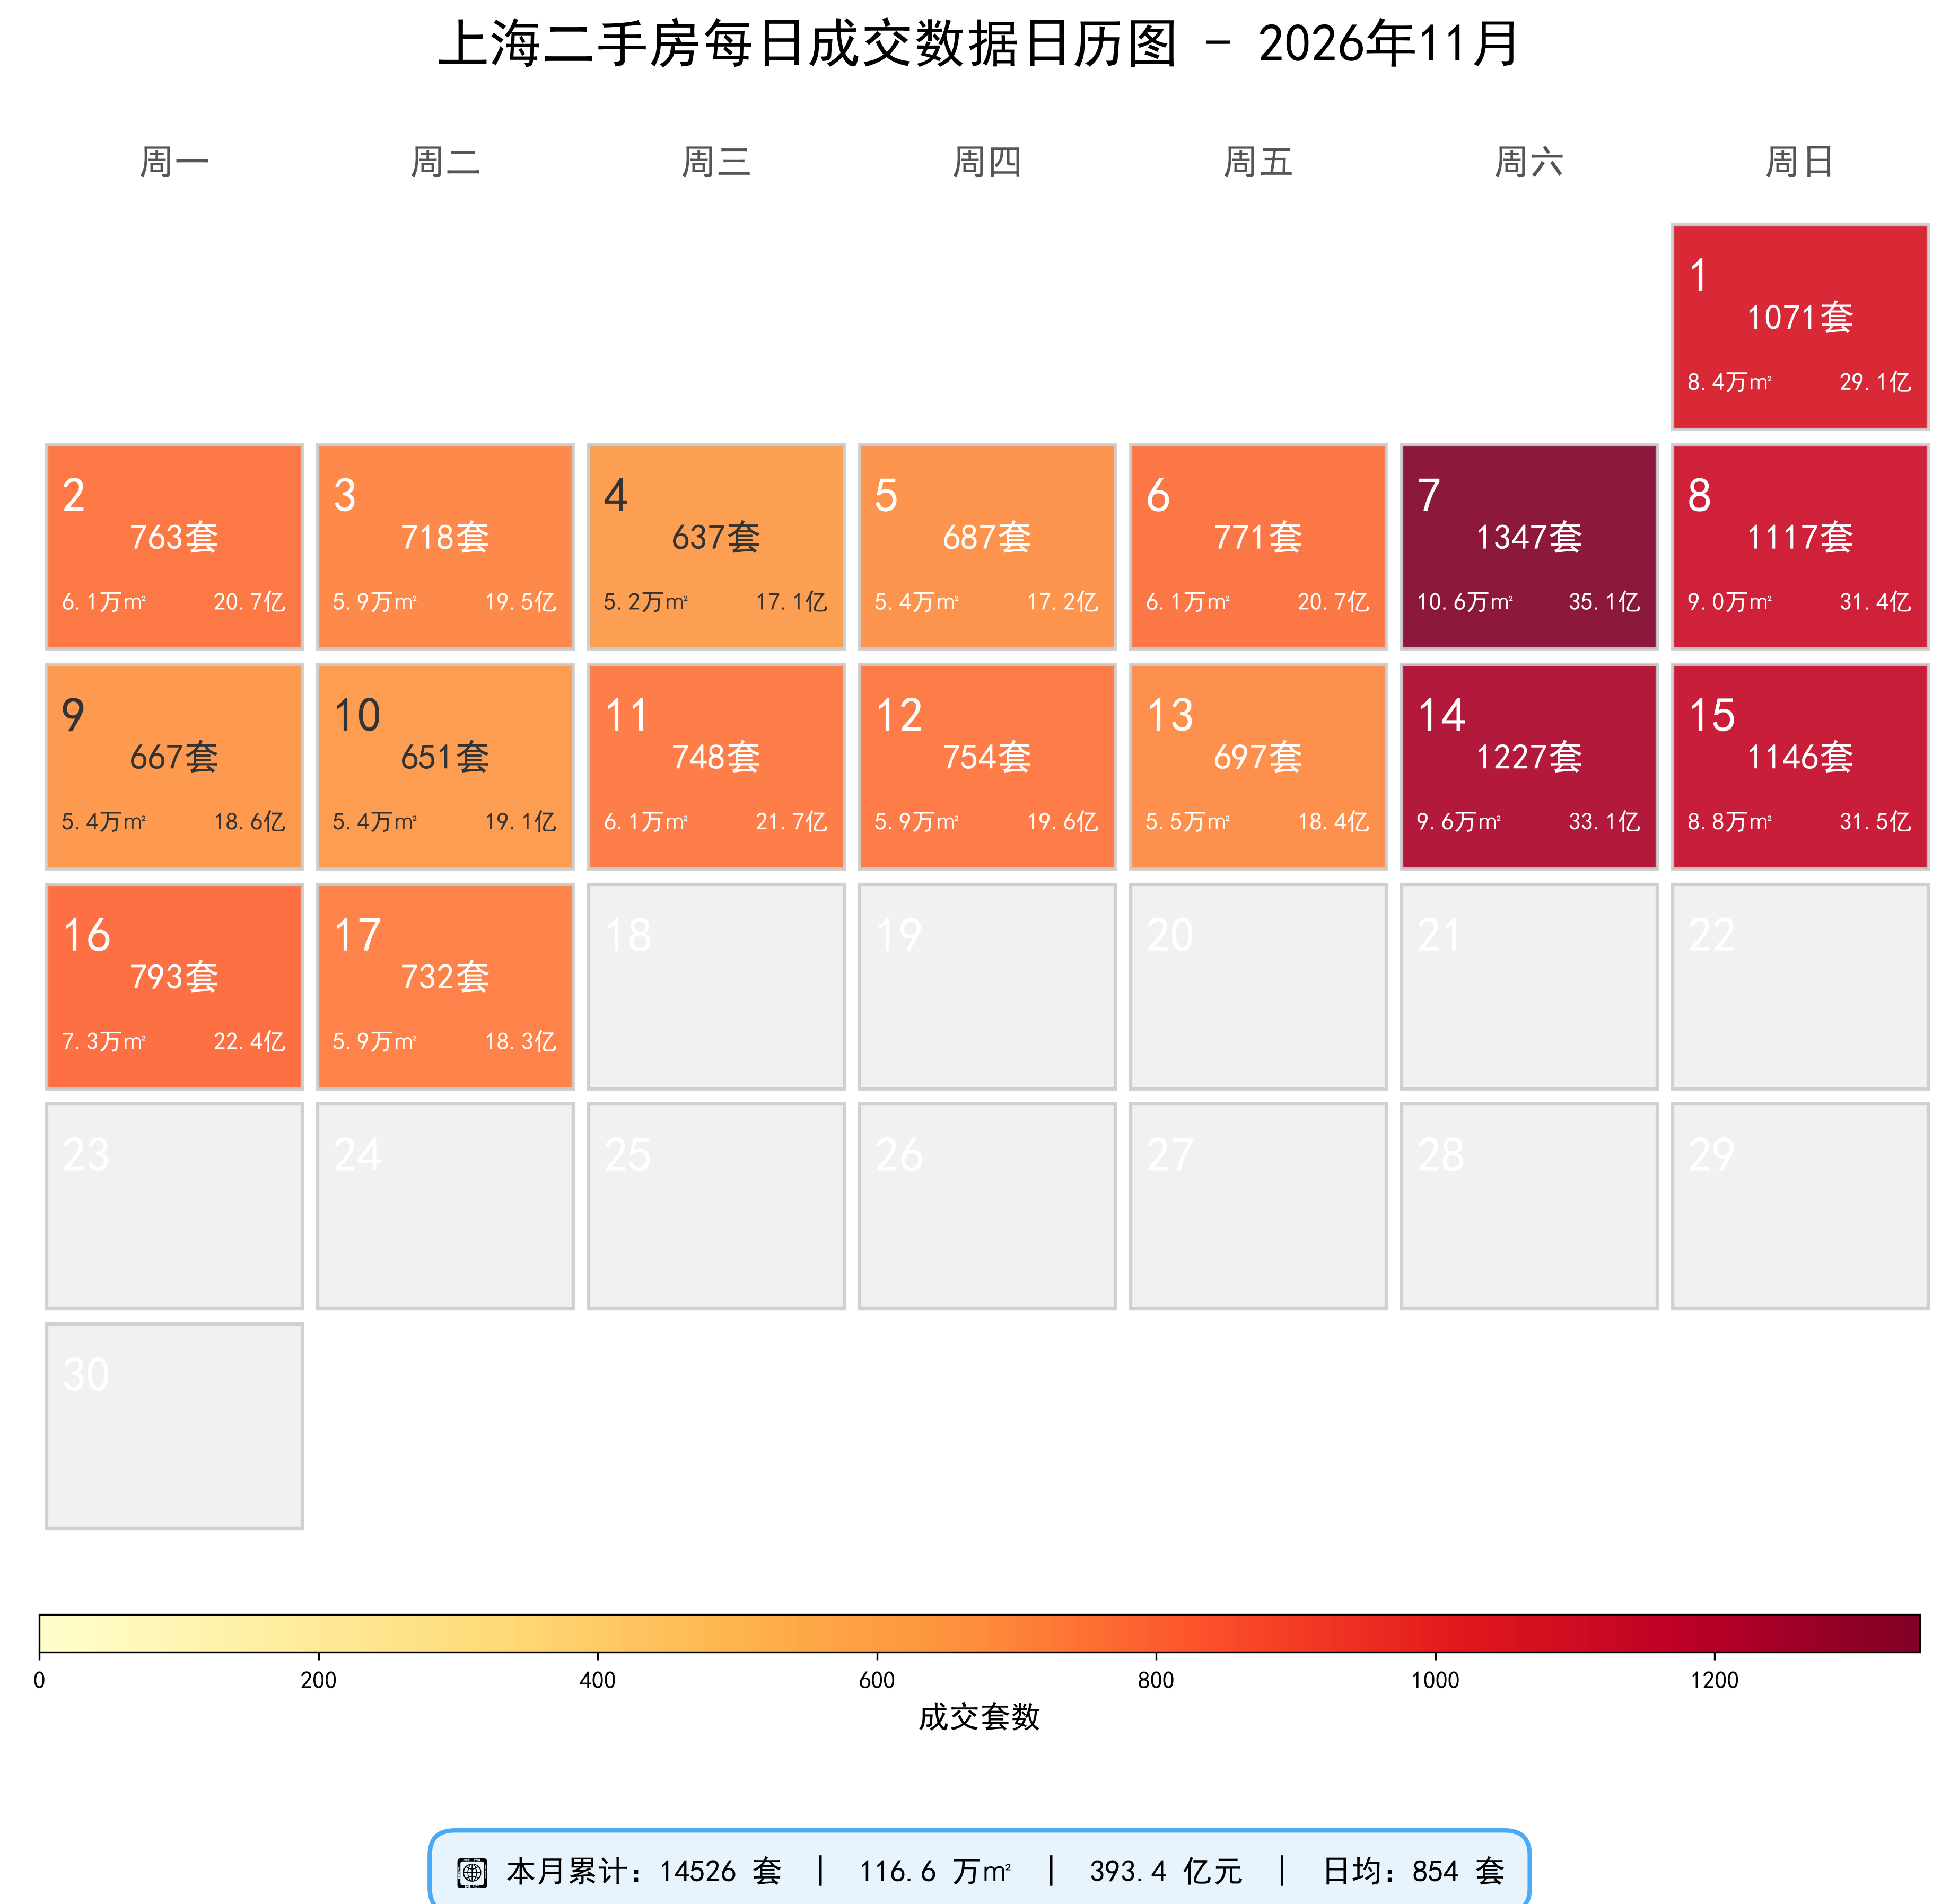 上海二手房每日成交数据日历图 - 2026年11月
周一 周二 周三 周四 周五 周六 周日
1
1071套
8.4万㎡ 29.1亿
2 3 4 5 6 7 8
763套 718套 637套 687套 771套 1347套 1117套
6.1万㎡ 20.7亿 5.9万㎡ 19.5亿 5.2万㎡ 17.1亿 5.4万㎡ 17.2亿 6.1万㎡ 20.7亿 10.6万㎡ 35.1亿 9.0万㎡ 31.4亿
9 10 11 12 13 14 15
667套 651套 748套 754套 697套 1227套 1146套
5.4万㎡ 18.6亿 5.4万㎡ 19.1亿 6.1万㎡ 21.7亿 5.9万㎡ 19.6亿 5.5万㎡ 18.4亿 9.6万㎡ 33.1亿 8.8万㎡ 31.5亿
16 17 18 19 20 21 22
793套 732套
7.3万㎡ 22.4亿 5.9万㎡ 18.3亿
23 24 25 26 27 28 29
30
0 200 400 600 800 1000 1200
成交套数
本月累计：14526 套 | 116.6 万㎡ | 393.4 亿元 | 日均：854 套